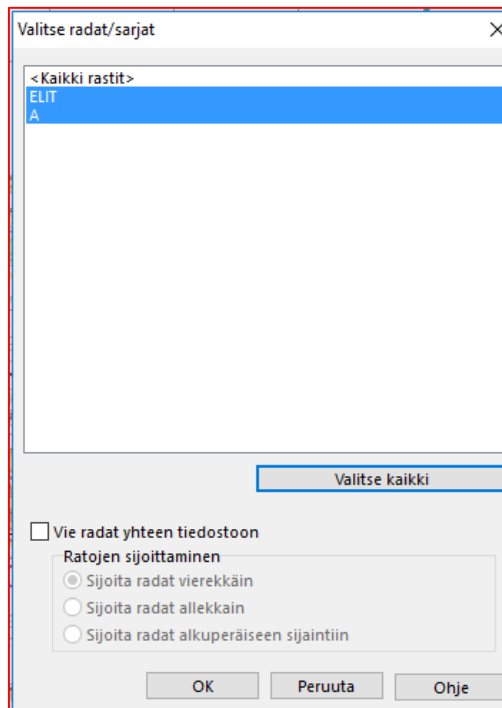 Valitse radat/sarjat
<Kaikki rastit>
ELIT
A
Valitse kaikki
Vie radat yhteen tiedostoon
Ratojen sijoittaminen
Sijoita radat vierekkäin
Sijoita radat allekkain
Sijoita radat alkuperäiseen sijaintiin
OK Peruuta Ohje